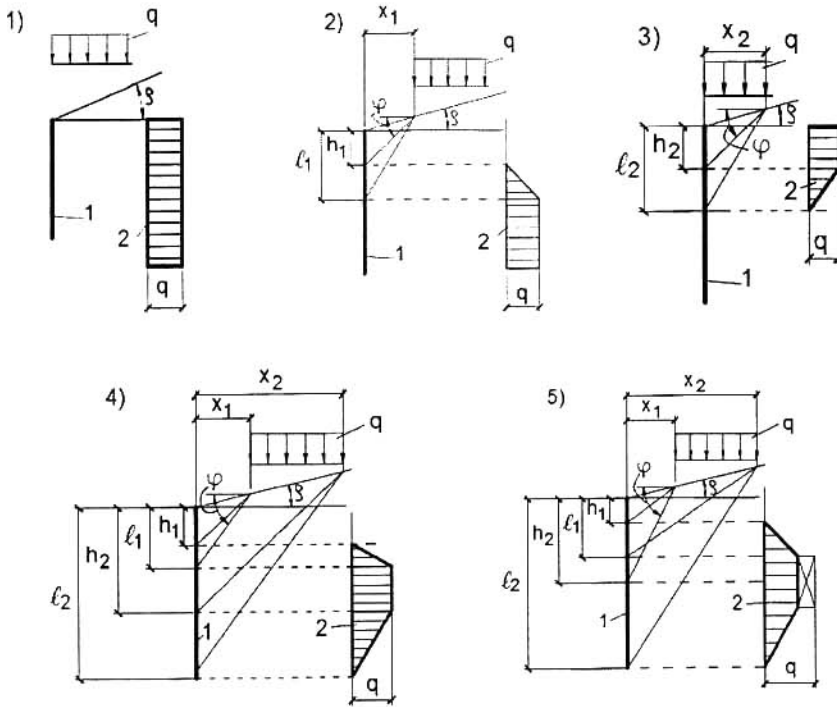 1)
q
ρ
1
2
q
2)
x₁
q
φ
ρ
h₁
ℓ₁
1
2
q
3)
x₂
q
ρ
φ
h₂
ℓ₂
2
1
q
4)
x₂
x₁
q
φ
ρ
h₁
ℓ₁
h₂
ℓ₂
1
2
q
5)
x₂
x₁
q
φ
ρ
h₁
ℓ₁
h₂
ℓ₂
1
2
q